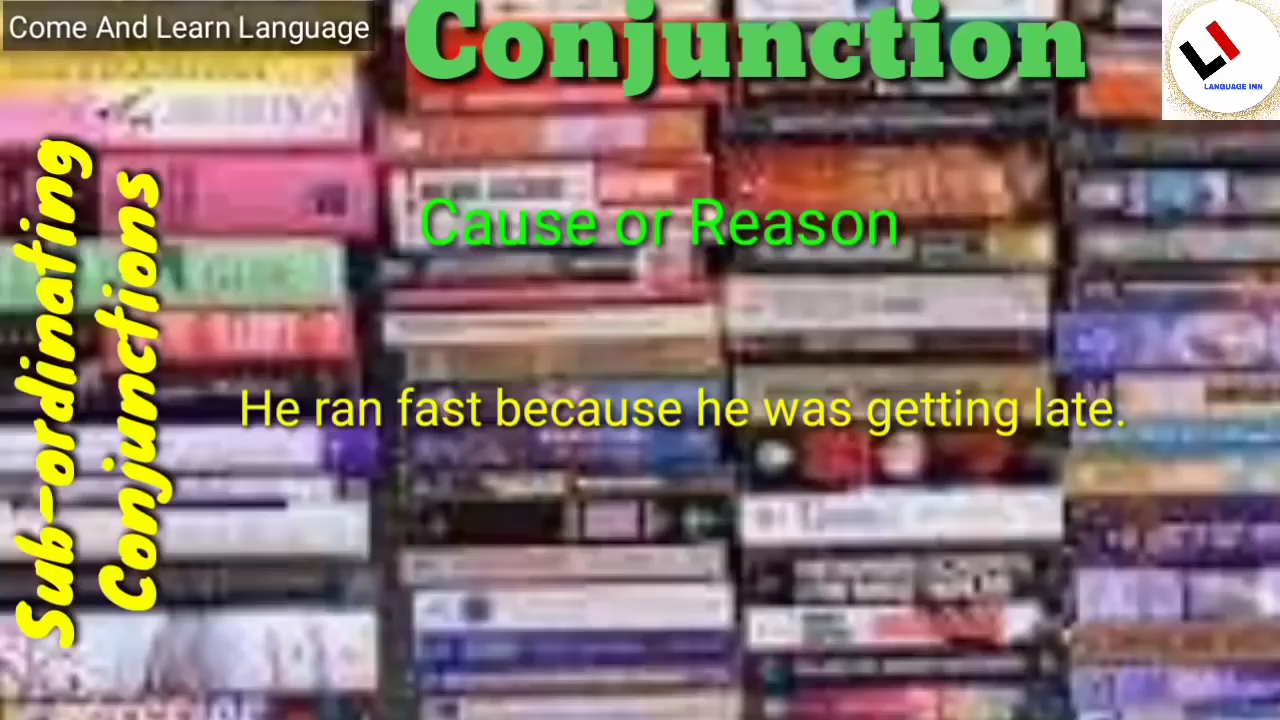 Come And Learn Language
Conjunction
LANGUAGE INN
Sub-ordinating
Conjunctions
Cause or Reason
He ran fast because he was getting late.